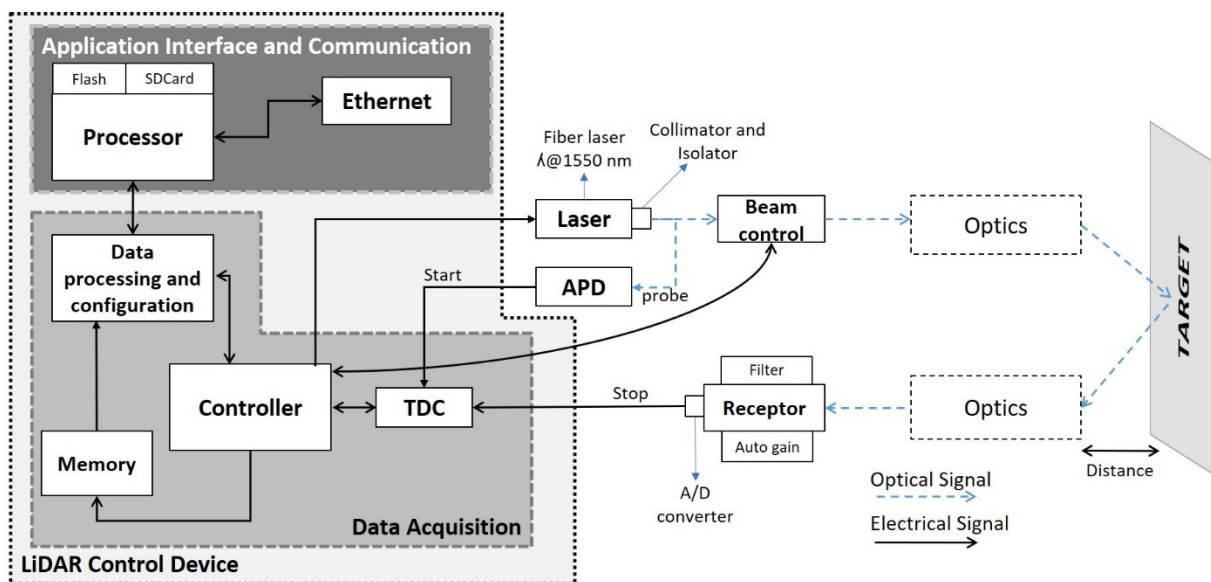 Application Interface and Communication
Flash
SDCard
Processor
Ethernet
Data
processing and
configuration
Controller
TDC
Memory
Data Acquisition
LiDAR Control Device
Fiber laser
λ@1550 nm
Collimator and
Isolator
Laser
Beam
control
Optics
Start
APD
probe
TARGET
Stop
Filter
Receptor
Auto gain
Optics
A/D
converter
Distance
Optical Signal
Electrical Signal